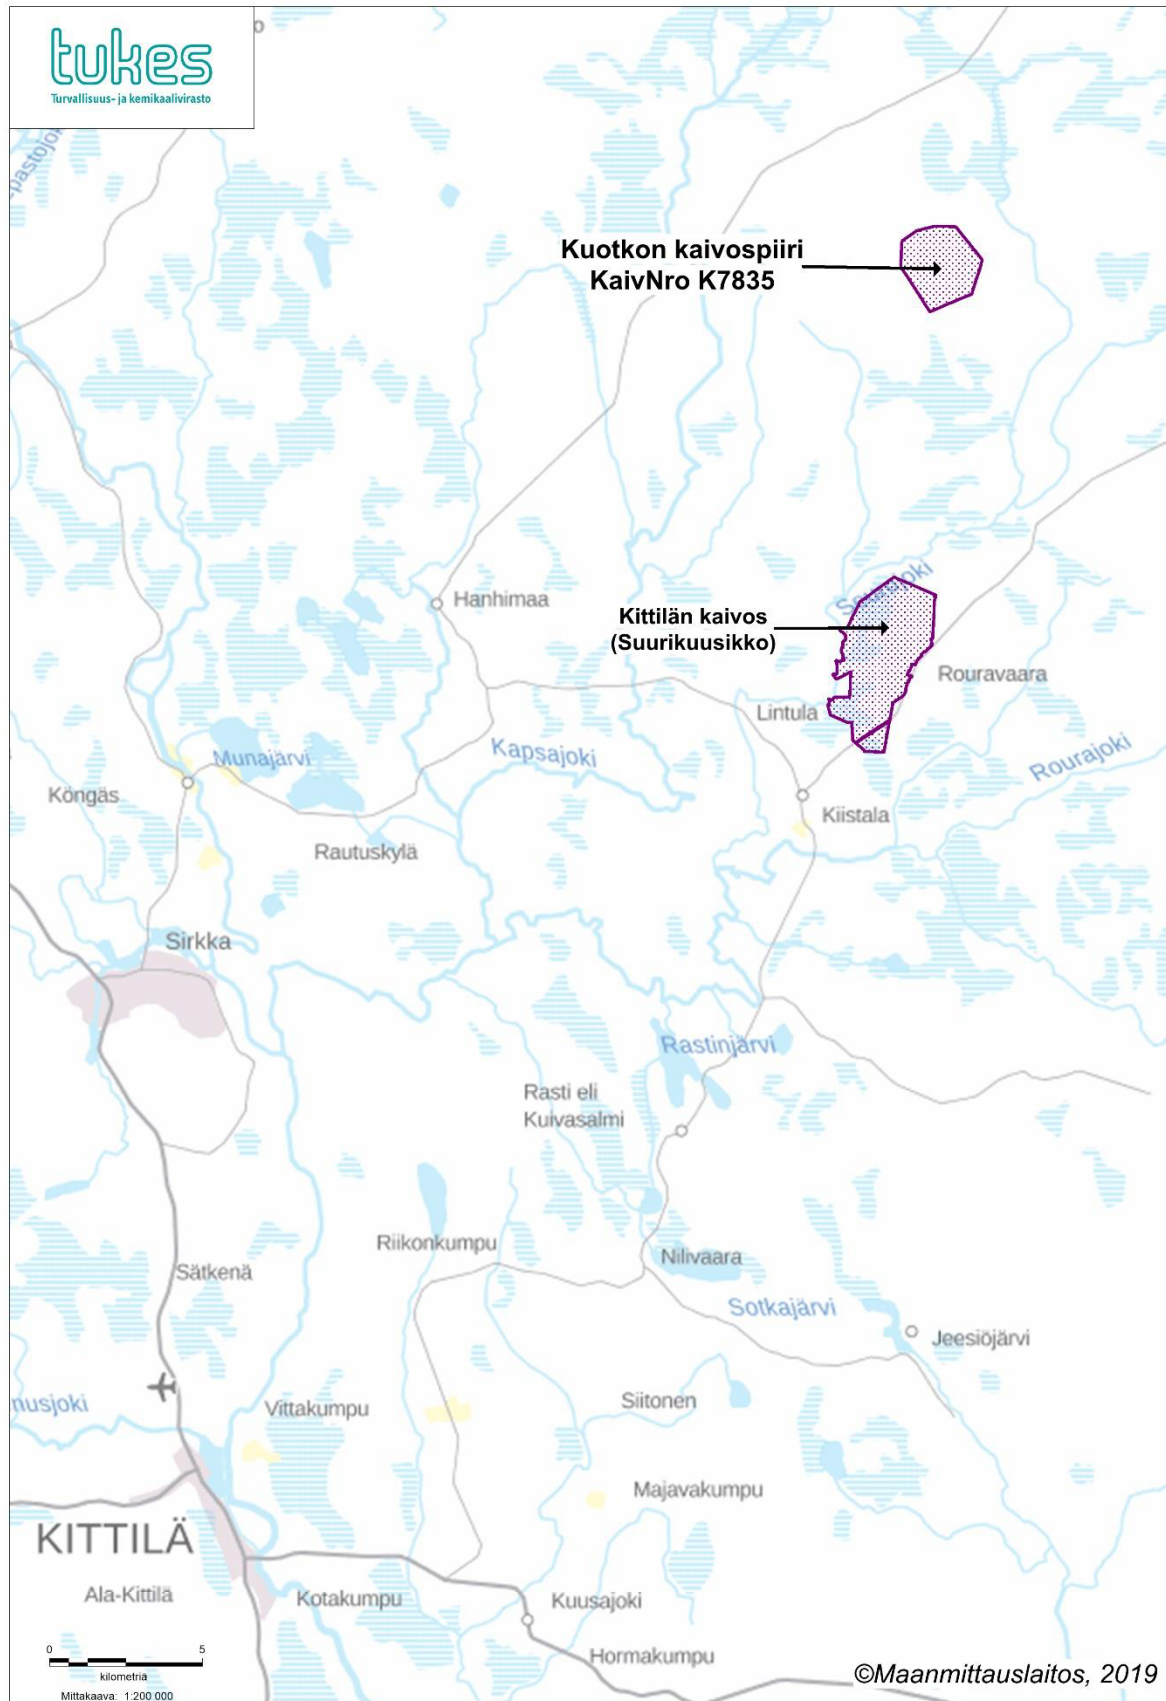 tukes
Turvallisuus- ja kemikaalivirasto
o
-pastojok
Kuotkon kaivospiiri
KaivNro K7835
Hanhimaa
Kittilän kaivos
(Suurikuusikko)
Rouravaara
Lintula
Rourajoki
Kapsajoki
Munajärvi
Köngäs
Kiistala
Rautuskylä
Sirkka
Rastinjärvi
Rasti eli
Kuivasalmi
Riikonkumpu
Nilivaara
Sätkenä
Sotkajärvi
Jeesiöjärvi
nusjoki
Vittakumpu
Siitonen
Majavakumpu
KITTILÄ
Ala-Kittilä
Kotakumpu
Kuusajoki
Hormakumpu
0 5
kilometriä
Mittakaava: 1:200 000
©Maanmittauslaitos, 2019